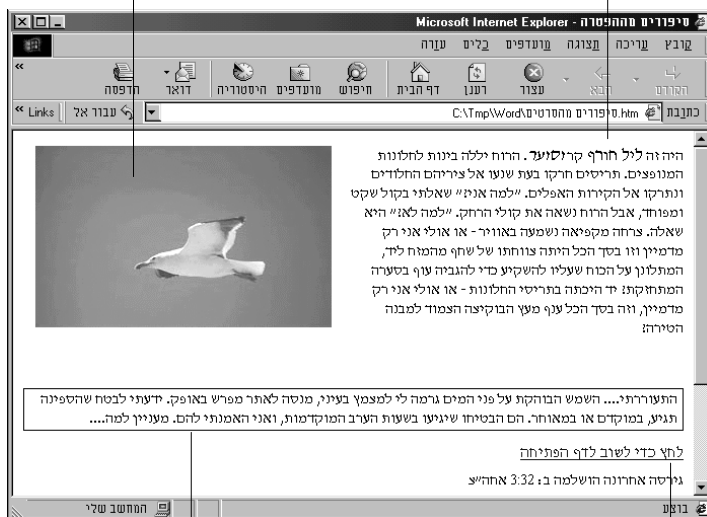 סיפורים מההפטרה - Microsoft Internet Explorer
קובץ עריכה תצוגה מועדפים כלים עזרה
הקודם הבא עצור רענן דף הבית חיפוש מועדפים היסטוריה דואר הדפסה »
כתובת C:\Tmp\Word\סיפורים מהסרטים.htm עבור אל Links »
היה זה ליל חורף קר וסוער. הרוח יללה בינות לחלונות
המנופצים. תריסים חרקו בעת שנעו אל ציריהם החלודים
ונתרקו אל הקירות האפלים. "למה אני?" שאלתי בקול שקט
ומפוחד, אבל הרוח נשאה את קולי הרחק. "למה לא?" היא
שאלה. צרחה מקפיאה נשמעה באוויר - או אולי אני רק
מדמיין וזו בסך הכל היתה צווחתו של שחף מהמזח ליד,
המתלונן על הכוח שעליו להשקיע כדי להגביה עוף בסערה
המתחזקת? יד היכתה בתריסי החלונות - או אולי אני רק
מדמיין, וזה בסך הכל ענף מעץ הבוקיצה הצמוד למבנה
הטירה?
התעוררתי.... השמש הבוהקת על פני המים גרמה לי למצמץ בעיני, מנסה לאתר מפרש באופק. ידעתי לבטח שהספינה
תגיע, במוקדם או במאוחר. הם הבטיחו שיגיעו בשעות הערב המוקדמות, ואני האמנתי להם. מעניין למה....
לחץ כדי לשוב לדף הפתיחה
גירסה אחרונה הושלמה ב: 3:32 אחה"צ
בוצע המחשב שלי